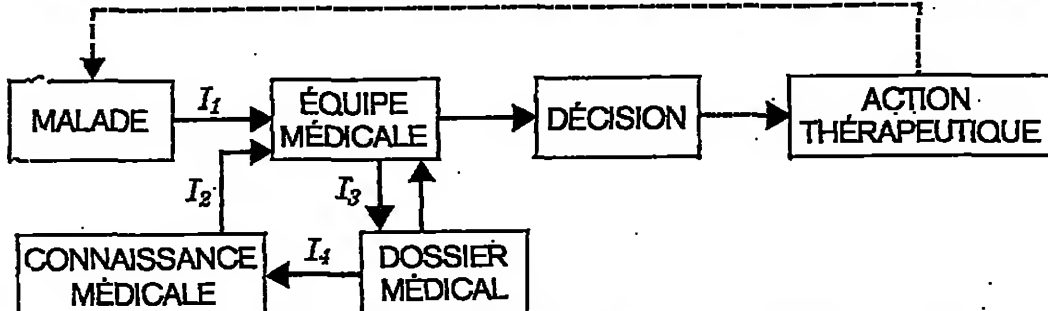 MALADE
I1
ÉQUIPE
MÉDICALE
DÉCISION
ACTION
THÉRAPEUTIQUE
I2
I3
CONNAISSANCE
MÉDICALE
I4
DOSSIER
MÉDICAL